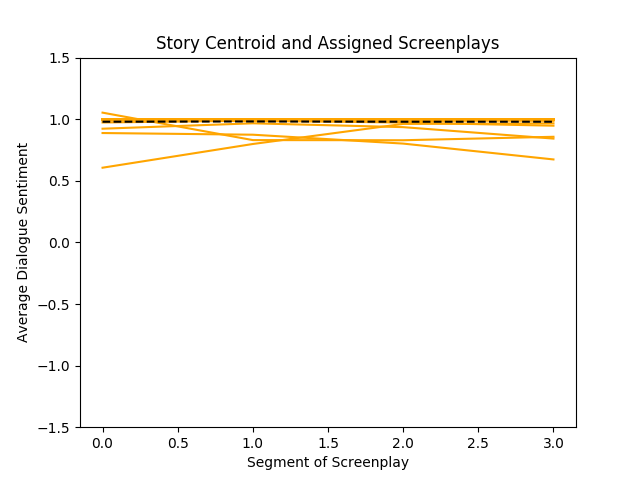 Story Centroid and Assigned Screenplays
Average Dialogue Sentiment
1.5
1.0
0.5
0.0
−0.5
−1.0
−1.5
0.0 0.5 1.0 1.5 2.0 2.5 3.0
Segment of Screenplay